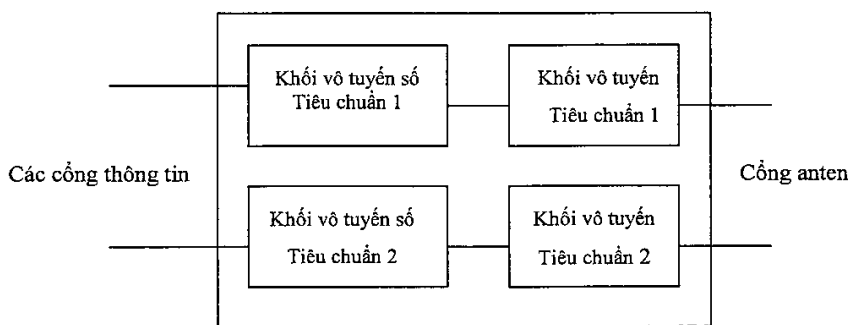 Khối vô tuyến số
Tiêu chuẩn 1
Khối vô tuyến
Tiêu chuẩn 1
Các cổng thông tin
Cổng anten
Khối vô tuyến số
Tiêu chuẩn 2
Khối vô tuyến
Tiêu chuẩn 2